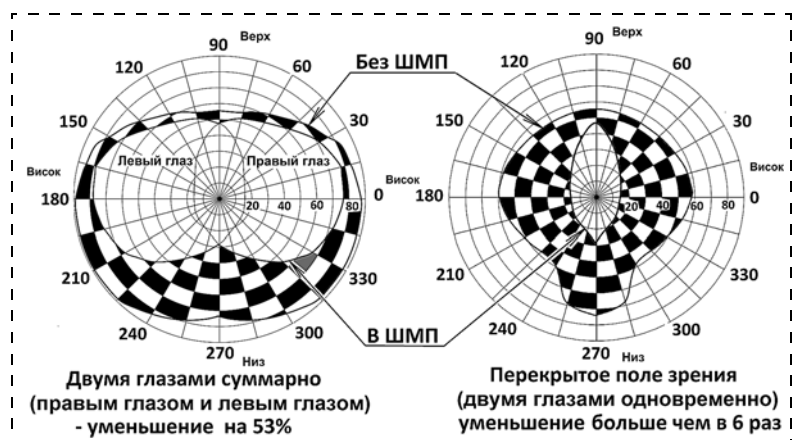 90 Верх
120
60
150
30
Левый глаз
Правый глаз
Висок
Висок
180
0
20 40 60 80
210
330
240
300
270
Низ
Без ШМП
В ШМП
90 Верх
120
60
150
30
Висок
180
0
20 40 60 80
210
330
240
300
270
Низ
Двумя глазами суммарно
(правым глазом и левым глазом)
- уменьшение на 53%
Перекрытое поле зрения
(двумя глазами одновременно)
уменьшение больше чем в 6 раз